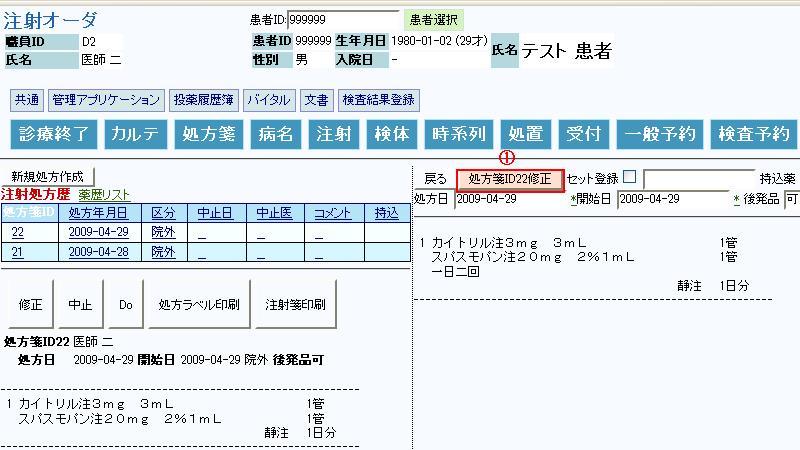 注射オーダ 患者ID: 999999 患者選択
職員ID D2 患者ID 999999 生年月日 1980-01-02 (29才) 氏名 テスト 患者
氏名 医師 二 性別 男 入院日 -
共通 管理アプリケーション 投薬履歴簿 バイタル 文書 検査結果登録
診療終了 カルテ 処方箋 病名 注射 検体 時系列 処置 受付 一般予約 検査予約
①
新規処方作成
注射処方歴 薬歴リスト
処方箋ID 処方年月日 区分 中止日 中止医 コメント 持込
22 2009-04-29 院外 _ _ _
21 2009-04-28 院外 _ _ _
修正 中止 Do 処方ラベル印刷 注射箋印刷
処方箋ID22 医師 二
処方日 2009-04-29 開始日 2009-04-29 院外 後発品可
1 カイトリル注3mg 3mL 1管
スパスモバン注20mg 2%1mL 1管
静注 1日分
戻る 処方箋ID22修正 セット登録 持込薬
処方日 2009-04-29 *開始日 2009-04-29 * 後発品 可
1 カイトリル注3mg 3mL 1管
スパスモバン注20mg 2%1mL 1管
一日二回
静注 1日分